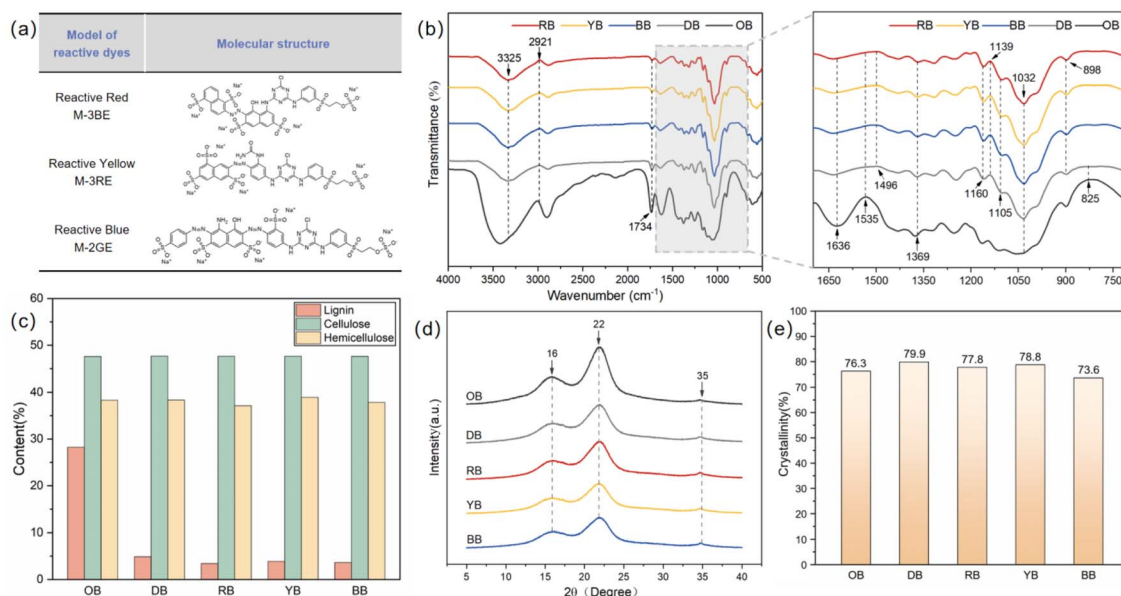 (a)
Model of
reactive dyes
Molecular structure
Reactive Red
M-3BE
Reactive Yellow
M-3RE
Reactive Blue
M-2GE
(b)
RB YB BB DB OB
3325
2921
1734
Transmittance (%)
4000 3500 3000 2500 2000 1500 1000 500
Wavenumber (cm⁻¹)
RB YB BB DB OB
1139
1032
898
1496
1160
1105
825
1535
1636
1369
1650 1500 1350 1200 1050 900 750
(c)
Lignin
Cellulose
Hemicellulose
Content(%)
60
50
40
30
20
10
0
OB DB RB YB BB
(d)
22
16
35
OB
DB
RB
YB
BB
Intensity(a.u.)
5 10 15 20 25 30 35 40
2θ（Degree）
(e)
Crystallinity(%)
100
90
80
70
60
50
40
30
20
10
0
76.3 79.9 77.8 78.8 73.6
OB DB RB YB BB